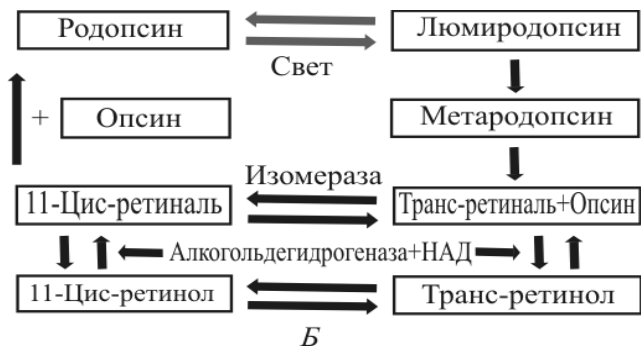 Родопсин
Люмиродопсин
Свет
+
Опсин
Метародопсин
Изомераза
11-Цис-ретиналь
Транс-ретиналь+Опсин
Алкогольдегидрогеназа+НАД
11-Цис-ретинол
Транс-ретинол
Б